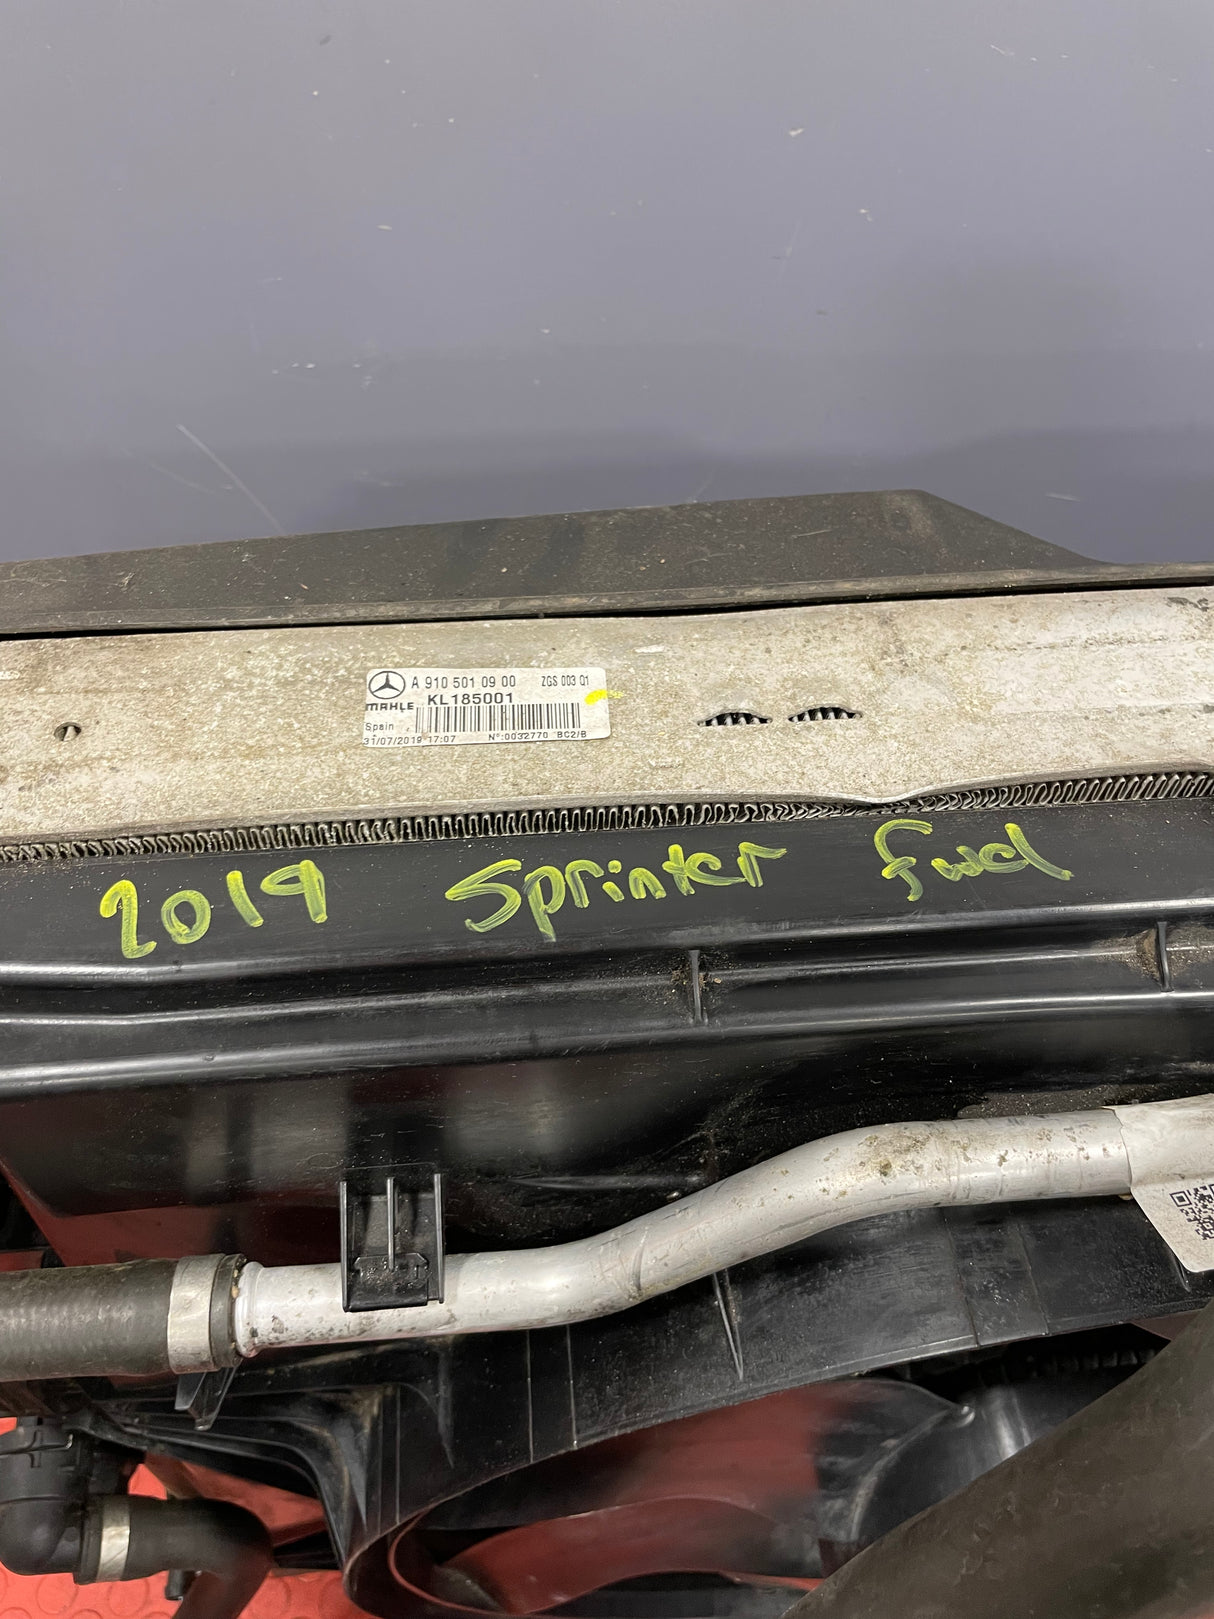 A 910 501 09 00 ZGS 003 Q1
MAHLE KL185001
Spain
31/07/2019 17:07 N°:0032770 BC2/B
2019 Sprinter fwd